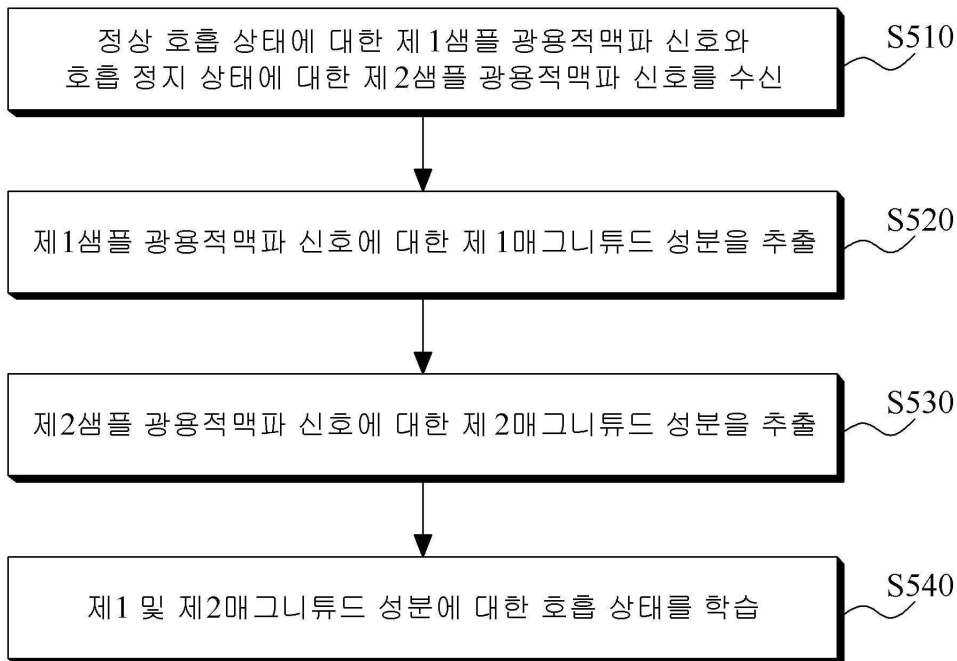 정상 호흡 상태에 대한 제1샘플 광용적맥파 신호와
호흡 정지 상태에 대한 제2샘플 광용적맥파 신호를 수신
S510
제1샘플 광용적맥파 신호에 대한 제1매그니튜드 성분을 추출
S520
제2샘플 광용적맥파 신호에 대한 제2매그니튜드 성분을 추출
S530
제1 및 제2매그니튜드 성분에 대한 호흡 상태를 학습
S540